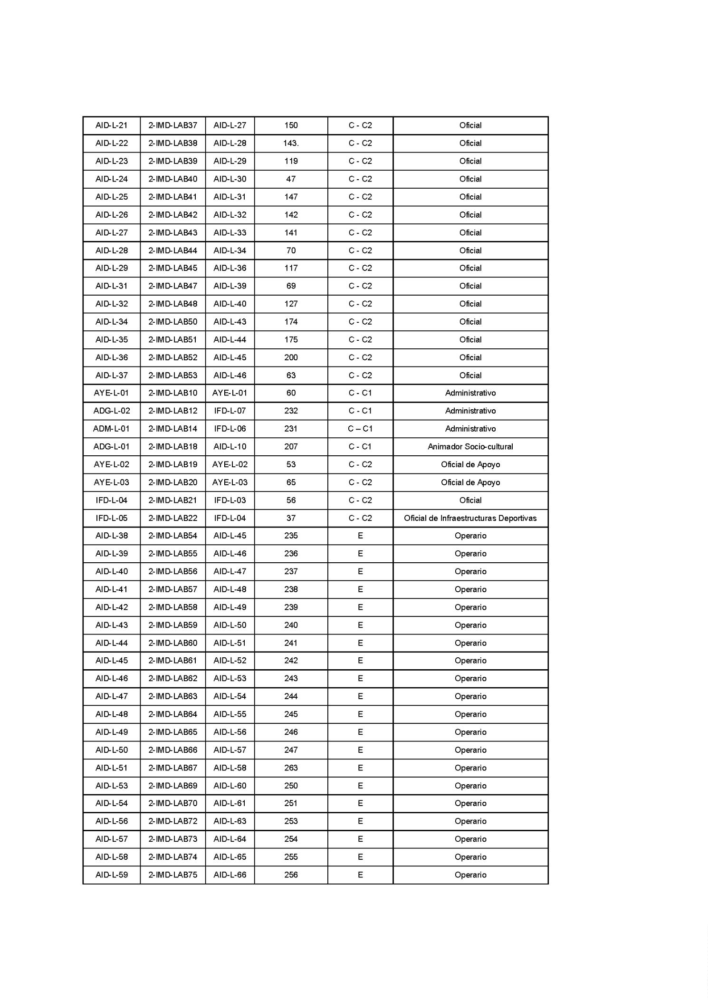 AID-L-21 2-IMD-LAB37 AID-L-27 150 C - C2 Oficial
AID-L-22 2-IMD-LAB38 AID-L-28 143. C - C2 Oficial
AID-L-23 2-IMD-LAB39 AID-L-29 119 C - C2 Oficial
AID-L-24 2-IMD-LAB40 AID-L-30 47 C - C2 Oficial
AID-L-25 2-IMD-LAB41 AID-L-31 147 C - C2 Oficial
AID-L-26 2-IMD-LAB42 AID-L-32 142 C - C2 Oficial
AID-L-27 2-IMD-LAB43 AID-L-33 141 C - C2 Oficial
AID-L-28 2-IMD-LAB44 AID-L-34 70 C - C2 Oficial
AID-L-29 2-IMD-LAB45 AID-L-36 117 C - C2 Oficial
AID-L-31 2-IMD-LAB47 AID-L-39 69 C - C2 Oficial
AID-L-32 2-IMD-LAB48 AID-L-40 127 C - C2 Oficial
AID-L-34 2-IMD-LAB50 AID-L-43 174 C - C2 Oficial
AID-L-35 2-IMD-LAB51 AID-L-44 175 C - C2 Oficial
AID-L-36 2-IMD-LAB52 AID-L-45 200 C - C2 Oficial
AID-L-37 2-IMD-LAB53 AID-L-46 63 C - C2 Oficial
AYE-L-01 2-IMD-LAB10 AYE-L-01 60 C - C1 Administrativo
ADG-L-02 2-IMD-LAB12 IFD-L-07 232 C - C1 Administrativo
ADM-L-01 2-IMD-LAB14 IFD-L-06 231 C – C1 Administrativo
ADG-L-01 2-IMD-LAB18 AID-L-10 207 C - C1 Animador Socio-cultural
AYE-L-02 2-IMD-LAB19 AYE-L-02 53 C - C2 Oficial de Apoyo
AYE-L-03 2-IMD-LAB20 AYE-L-03 65 C - C2 Oficial de Apoyo
IFD-L-04 2-IMD-LAB21 IFD-L-03 56 C - C2 Oficial
IFD-L-05 2-IMD-LAB22 IFD-L-04 37 C - C2 Oficial de Infraestructuras Deportivas
AID-L-38 2-IMD-LAB54 AID-L-45 235 E Operario
AID-L-39 2-IMD-LAB55 AID-L-46 236 E Operario
AID-L-40 2-IMD-LAB56 AID-L-47 237 E Operario
AID-L-41 2-IMD-LAB57 AID-L-48 238 E Operario
AID-L-42 2-IMD-LAB58 AID-L-49 239 E Operario
AID-L-43 2-IMD-LAB59 AID-L-50 240 E Operario
AID-L-44 2-IMD-LAB60 AID-L-51 241 E Operario
AID-L-45 2-IMD-LAB61 AID-L-52 242 E Operario
AID-L-46 2-IMD-LAB62 AID-L-53 243 E Operario
AID-L-47 2-IMD-LAB63 AID-L-54 244 E Operario
AID-L-48 2-IMD-LAB64 AID-L-55 245 E Operario
AID-L-49 2-IMD-LAB65 AID-L-56 246 E Operario
AID-L-50 2-IMD-LAB66 AID-L-57 247 E Operario
AID-L-51 2-IMD-LAB67 AID-L-58 263 E Operario
AID-L-53 2-IMD-LAB69 AID-L-60 250 E Operario
AID-L-54 2-IMD-LAB70 AID-L-61 251 E Operario
AID-L-56 2-IMD-LAB72 AID-L-63 253 E Operario
AID-L-57 2-IMD-LAB73 AID-L-64 254 E Operario
AID-L-58 2-IMD-LAB74 AID-L-65 255 E Operario
AID-L-59 2-IMD-LAB75 AID-L-66 256 E Operario